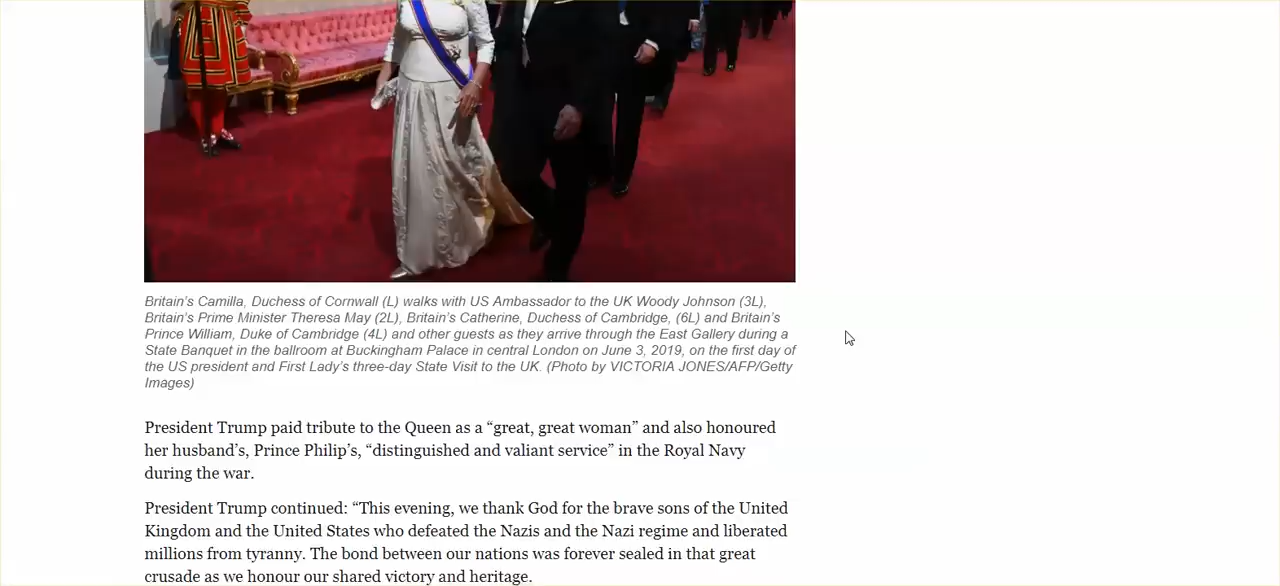 Britain’s Camilla, Duchess of Cornwall (L) walks with US Ambassador to the UK Woody Johnson (3L),
Britain’s Prime Minister Theresa May (2L), Britain’s Catherine, Duchess of Cambridge, (6L) and Britain’s
Prince William, Duke of Cambridge (4L) and other guests as they arrive through the East Gallery during a
State Banquet in the ballroom at Buckingham Palace in central London on June 3, 2019, on the first day of
the US president and First Lady’s three-day State Visit to the UK. (Photo by VICTORIA JONES/AFP/Getty
Images)
President Trump paid tribute to the Queen as a “great, great woman” and also honoured
her husband’s, Prince Philip’s, “distinguished and valiant service” in the Royal Navy
during the war.
President Trump continued: “This evening, we thank God for the brave sons of the United
Kingdom and the United States who defeated the Nazis and the Nazi regime and liberated
millions from tyranny. The bond between our nations was forever sealed in that great
crusade as we honour our shared victory and heritage.